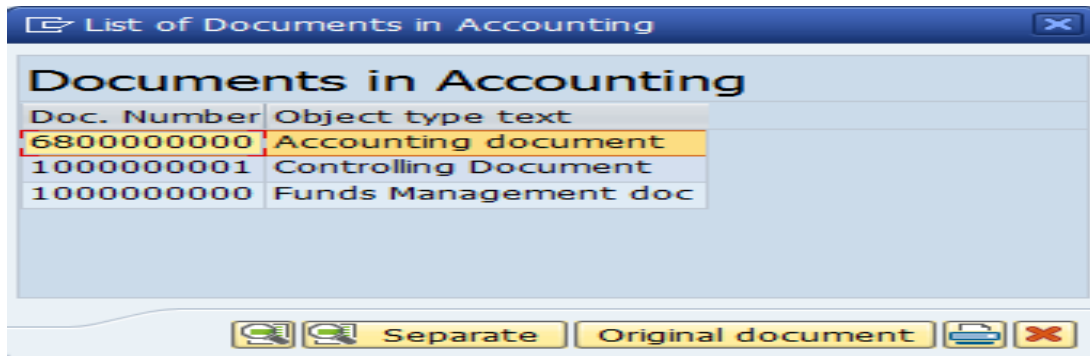 List of Documents in Accounting
Documents in Accounting
Doc. Number Object type text
6800000000 Accounting document
1000000001 Controlling Document
1000000000 Funds Management doc
Separate Original document